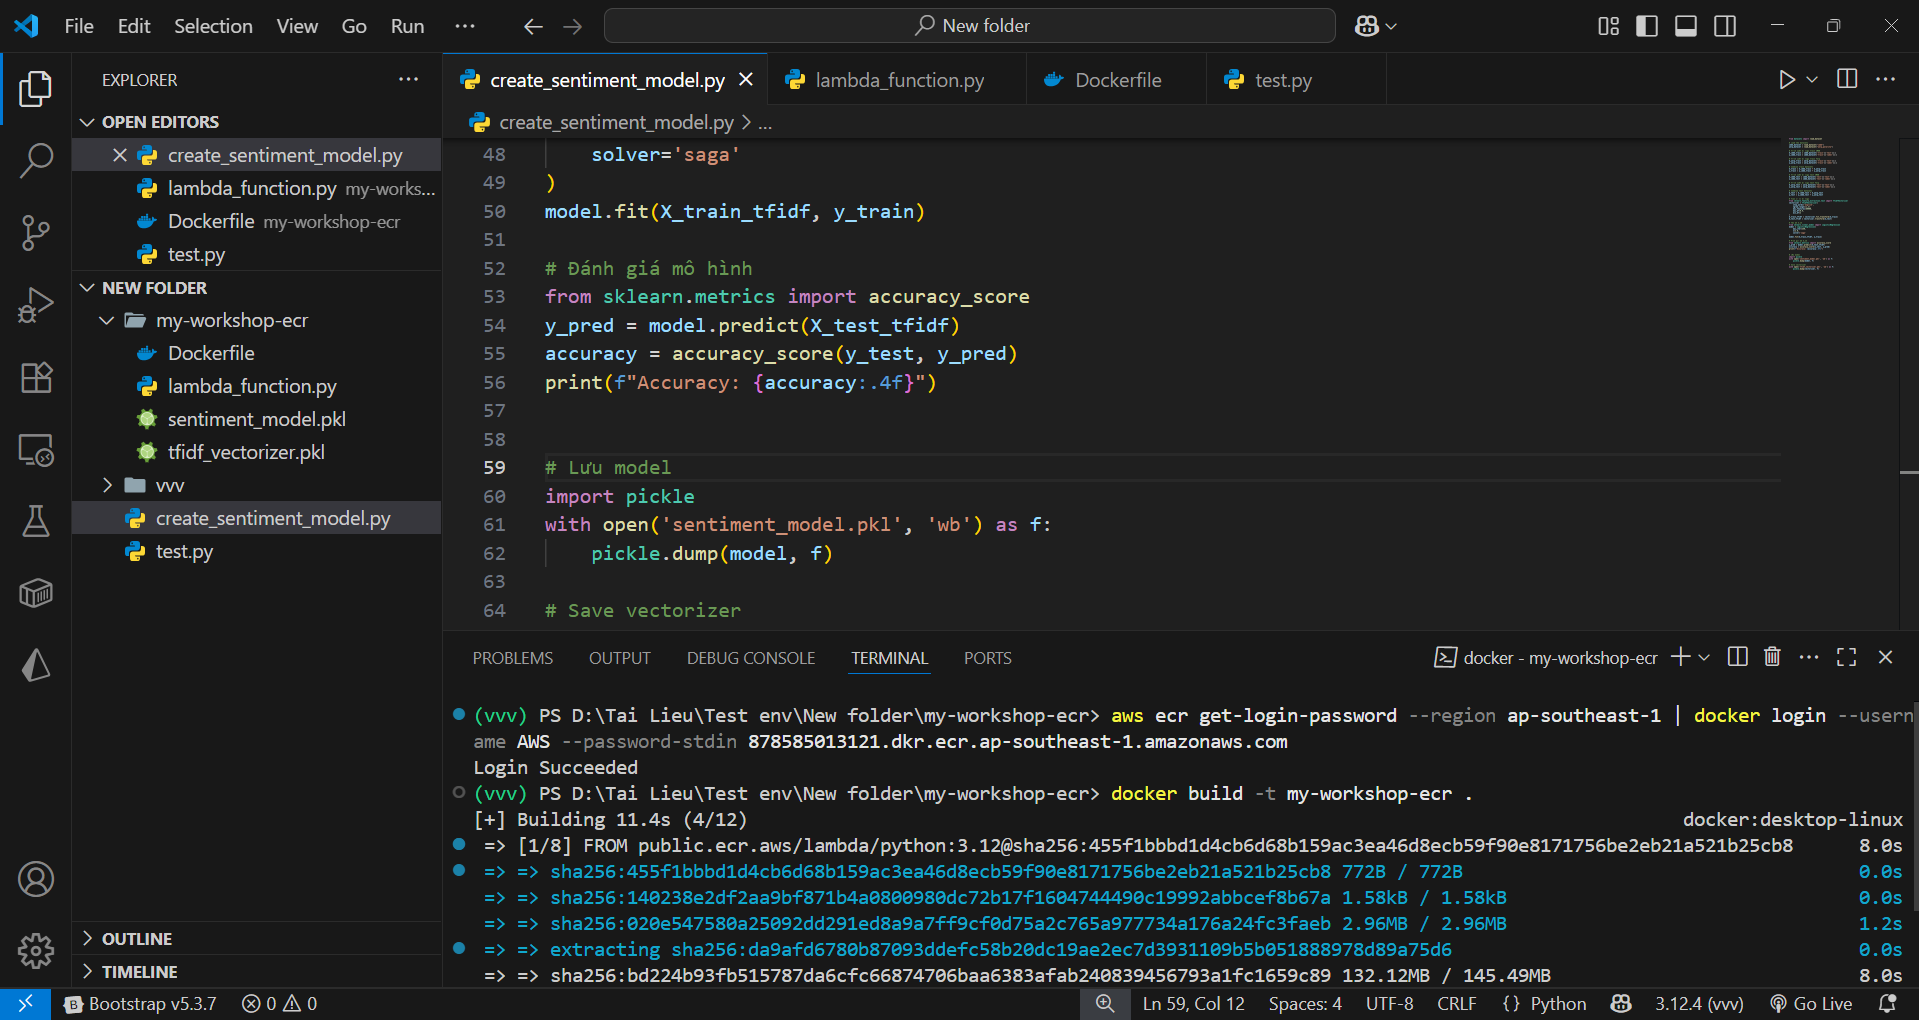 File Edit Selection View Go Run ··· New folder
EXPLORER
OPEN EDITORS
create_sentiment_model.py
lambda_function.py my-works...
Dockerfile my-workshop-ecr
test.py
NEW FOLDER
my-workshop-ecr
Dockerfile
lambda_function.py
sentiment_model.pkl
tfidf_vectorizer.pkl
vvv
create_sentiment_model.py
test.py
OUTLINE
TIMELINE
create_sentiment_model.py lambda_function.py Dockerfile test.py
create_sentiment_model.py > ...
48 solver='saga'
49 )
50 model.fit(X_train_tfidf, y_train)
51
52 # Đánh giá mô hình
53 from sklearn.metrics import accuracy_score
54 y_pred = model.predict(X_test_tfidf)
55 accuracy = accuracy_score(y_test, y_pred)
56 print(f"Accuracy: {accuracy:.4f}")
57
58
59 # Lưu model
60 import pickle
61 with open('sentiment_model.pkl', 'wb') as f:
62 pickle.dump(model, f)
63
64 # Save vectorizer
PROBLEMS OUTPUT DEBUG CONSOLE TERMINAL PORTS docker - my-workshop-ecr
(vvv) PS D:\Tai Lieu\Test env\New folder\my-workshop-ecr> aws ecr get-login-password --region ap-southeast-1 | docker login --usern
ame AWS --password-stdin 878585013121.dkr.ecr.ap-southeast-1.amazonaws.com
Login Succeeded
(vvv) PS D:\Tai Lieu\Test env\New folder\my-workshop-ecr> docker build -t my-workshop-ecr .
[+] Building 11.4s (4/12) docker:desktop-linux
=> [1/8] FROM public.ecr.aws/lambda/python:3.12@sha256:455f1bbbd1d4cb6d68b159ac3ea46d8ecb59f90e8171756be2eb21a521b25cb8 8.0s
=> => sha256:455f1bbbd1d4cb6d68b159ac3ea46d8ecb59f90e8171756be2eb21a521b25cb8 772B / 772B 0.0s
=> => sha256:140238e2df2aa9bf871b4a0800980dc72b17f1604744490c19992abbcef8b67a 1.58kB / 1.58kB 0.0s
=> => sha256:020e547580a25092dd291ed8a9a7ff9cf0d75a2c765a977734a176a24fc3faeb 2.96MB / 2.96MB 1.2s
=> => extracting sha256:da9afd6780b87093ddefc58b20dc19ae2ec7d3931109b5b051888978d89a75d6 0.0s
=> => sha256:bd224b93fb515787da6cfc66874706baa6383afab240839456793a1fc1659c89 132.12MB / 145.49MB 8.0s
Bootstrap v5.3.7 0 0 Ln 59, Col 12 Spaces: 4 UTF-8 CRLF {} Python 3.12.4 (vvv) Go Live